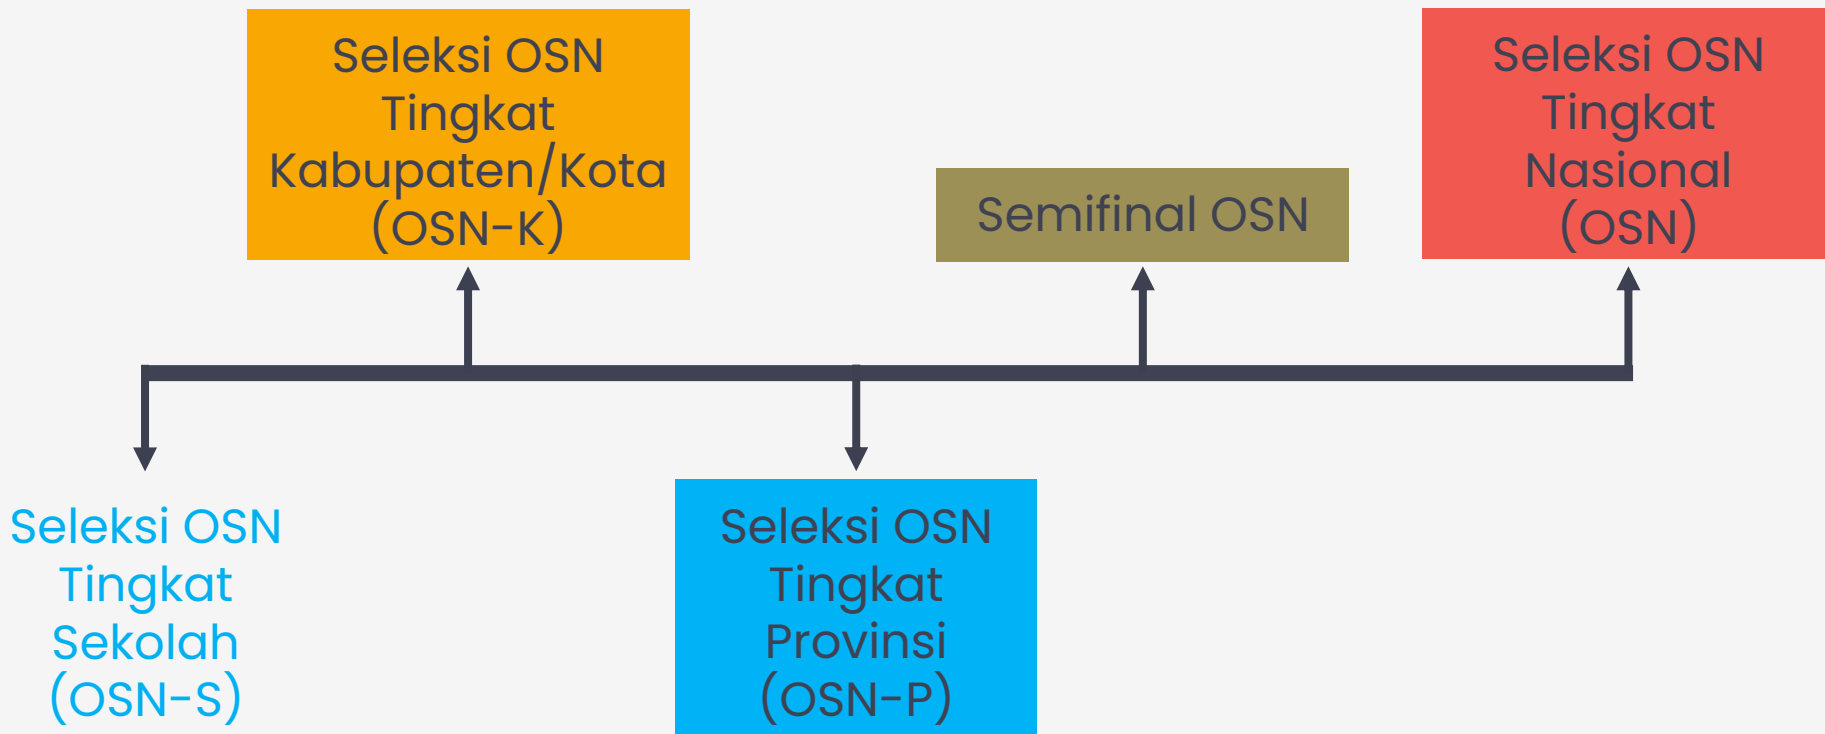 Seleksi OSN
Tingkat
Kabupaten/Kota
(OSN-K)
Semifinal OSN
Seleksi OSN
Tingkat
Nasional
(OSN)
Seleksi OSN
Tingkat
Sekolah
(OSN-S)
Seleksi OSN
Tingkat
Provinsi
(OSN-P)